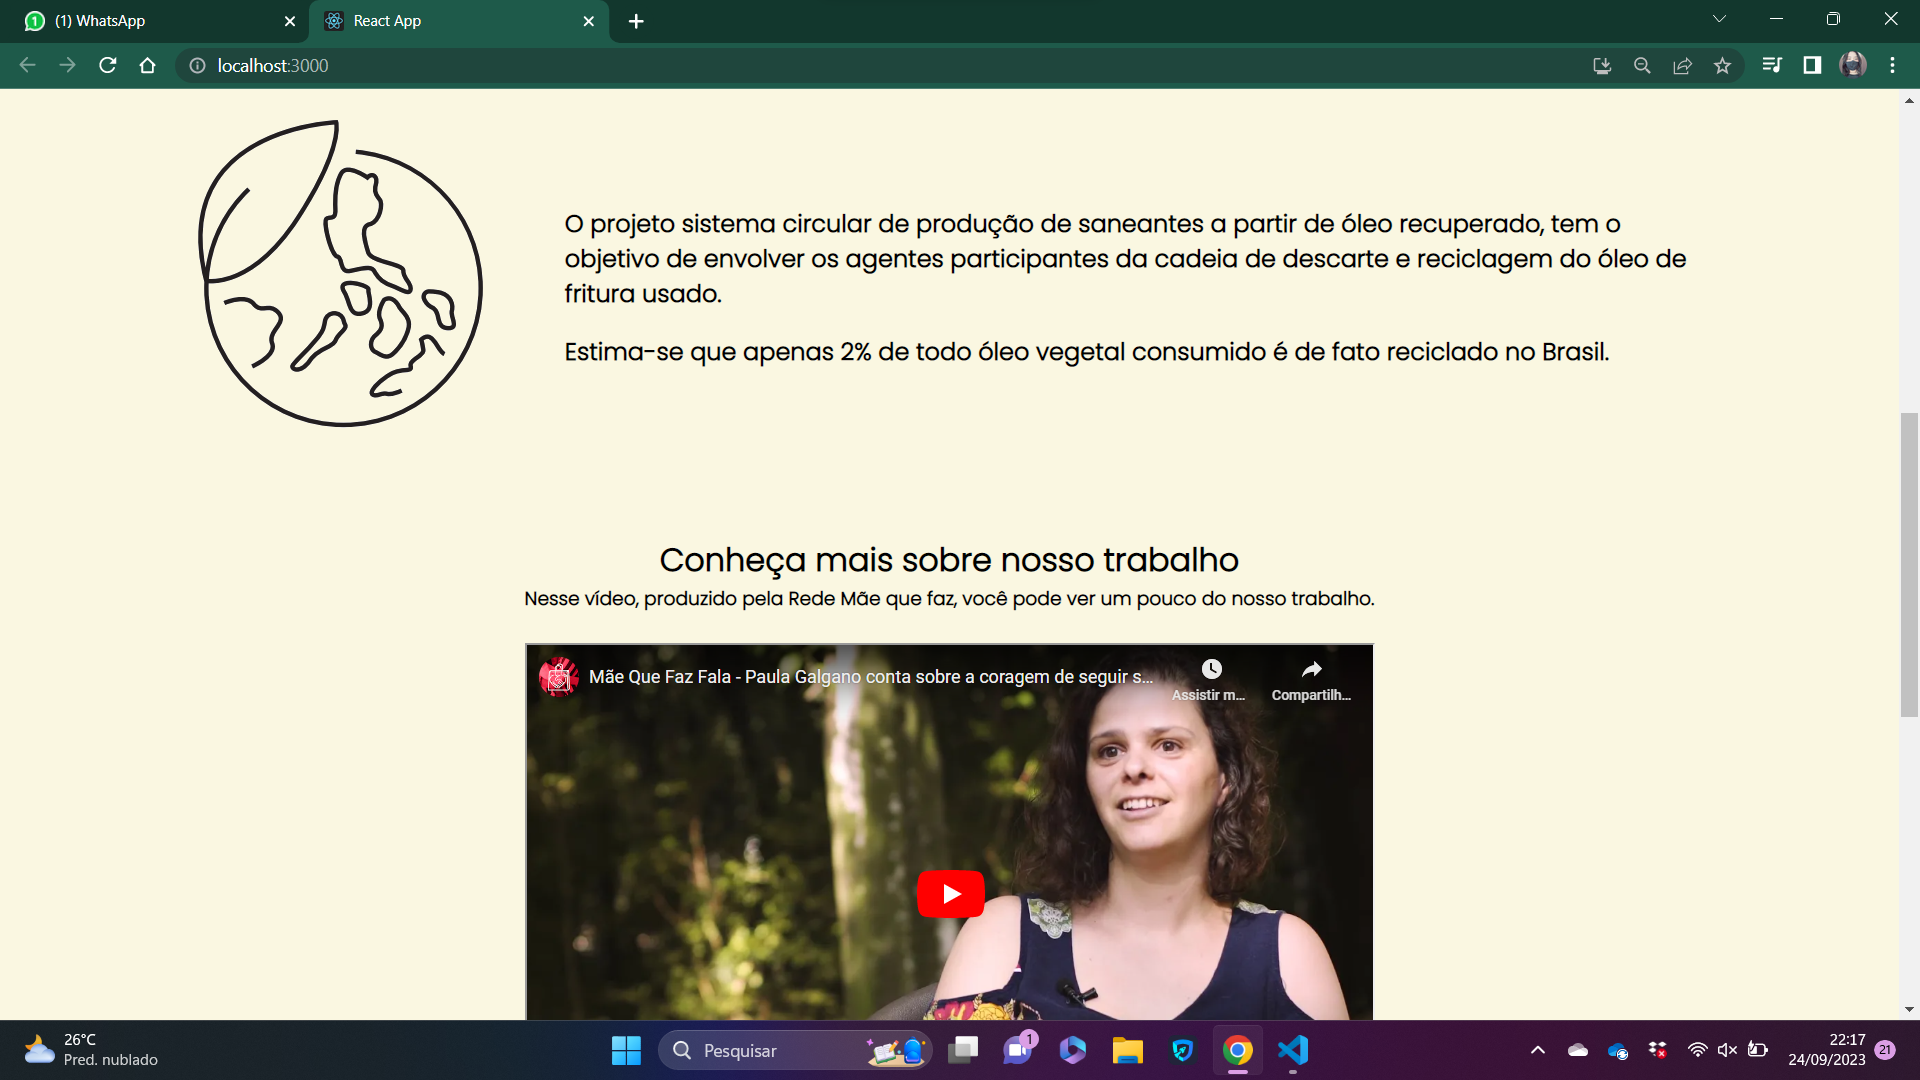 (1) WhatsApp
React App
localhost:3000
O projeto sistema circular de produção de saneantes a partir de óleo recuperado, tem o
objetivo de envolver os agentes participantes da cadeia de descarte e reciclagem do óleo de
fritura usado.
Estima-se que apenas 2% de todo óleo vegetal consumido é de fato reciclado no Brasil.
Conheça mais sobre nosso trabalho
Nesse vídeo, produzido pela Rede Mãe que faz, você pode ver um pouco do nosso trabalho.
Mãe Que Faz Fala - Paula Galgano conta sobre a coragem de seguir s...
Assistir m...
Compartilh...
26°C
Pred. nublado
Pesquisar
1
22:17
24/09/2023
21